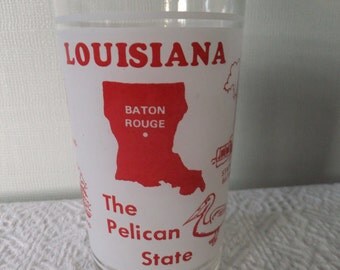 LOUISIANA
BATON
ROUGE
The
Pelican
State